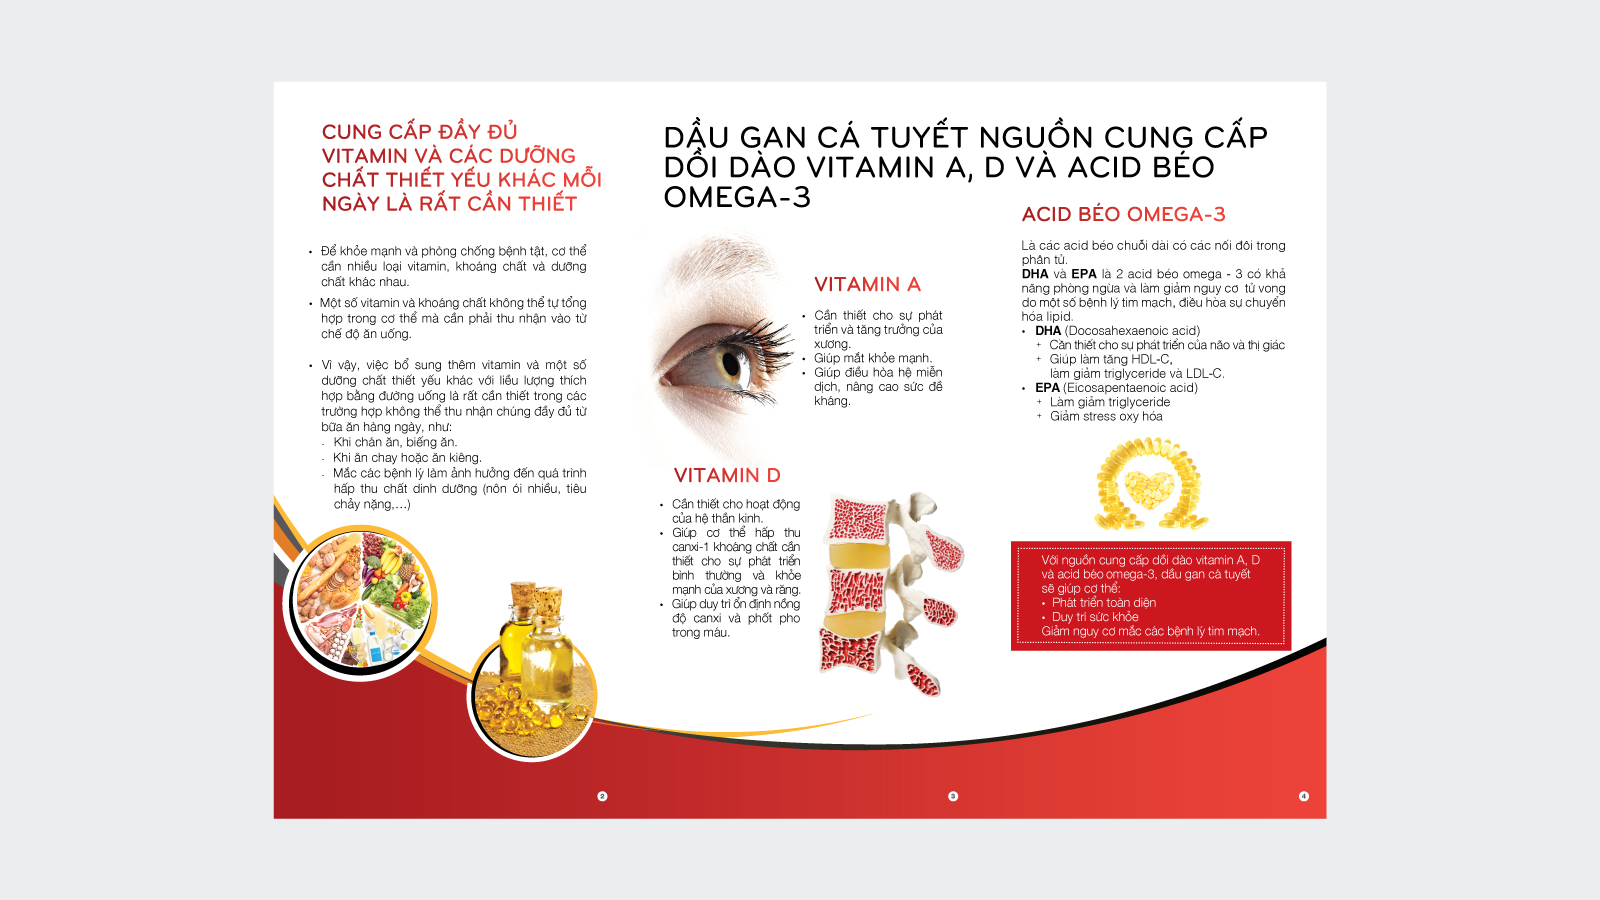 CUNG CẤP ĐẦY ĐỦ
VITAMIN VÀ CÁC DƯỠNG
CHẤT THIẾT YẾU KHÁC MỖI
NGÀY LÀ RẤT CẦN THIẾT
• Để khỏe mạnh và phòng chống bệnh tật, cơ thể
cần nhiều loại vitamin, khoáng chất và dưỡng
chất khác nhau.
• Một số vitamin và khoáng chất không thể tự tổng
hợp trong cơ thể mà cần phải thu nhận vào từ
chế độ ăn uống.
• Vì vậy, việc bổ sung thêm vitamin và một số
dưỡng chất thiết yếu khác với liều lượng thích
hợp bằng đường uống là rất cần thiết trong các
trường hợp không thể thu nhận chúng đầy đủ từ
bữa ăn hàng ngày, như:
- Khi chán ăn, biếng ăn.
- Khi ăn chay hoặc ăn kiêng.
- Mắc các bệnh lý làm ảnh hưởng đến quá trình
hấp thu chất dinh dưỡng (nôn ói nhiều, tiêu
chảy nặng,...)
2
DẦU GAN CÁ TUYẾT NGUỒN CUNG CẤP
DỒI DÀO VITAMIN A, D VÀ ACID BÉO
OMEGA-3
VITAMIN A
• Cần thiết cho sự phát
triển và tăng trưởng của
xương.
• Giúp mắt khỏe mạnh.
• Giúp điều hòa hệ miễn
dịch, nâng cao sức đề
kháng.
VITAMIN D
• Cần thiết cho hoạt động
của hệ thần kinh.
• Giúp cơ thể hấp thu
canxi-1 khoáng chất cần
thiết cho sự phát triển
bình thường và khỏe
mạnh của xương và răng.
• Giúp duy trì ổn định nồng
độ canxi và phốt pho
trong máu.
3
ACID BÉO OMEGA-3
Là các acid béo chuỗi dài có các nối đôi trong
phân tử.
DHA và EPA là 2 acid béo omega - 3 có khả
năng phòng ngừa và làm giảm nguy cơ tử vong
do một số bệnh lý tim mạch, điều hòa sự chuyển
hóa lipid.
• DHA (Docosahexaenoic acid)
+ Cần thiết cho sự phát triển của não và thị giác
+ Giúp làm tăng HDL-C,
làm giảm triglyceride và LDL-C.
• EPA (Eicosapentaenoic acid)
+ Làm giảm triglyceride
+ Giảm stress oxy hóa
Với nguồn cung cấp dồi dào vitamin A, D
và acid béo omega-3, dầu gan cá tuyết
sẽ giúp cơ thể:
• Phát triển toàn diện
• Duy trì sức khỏe
Giảm nguy cơ mắc các bệnh lý tim mạch.
4